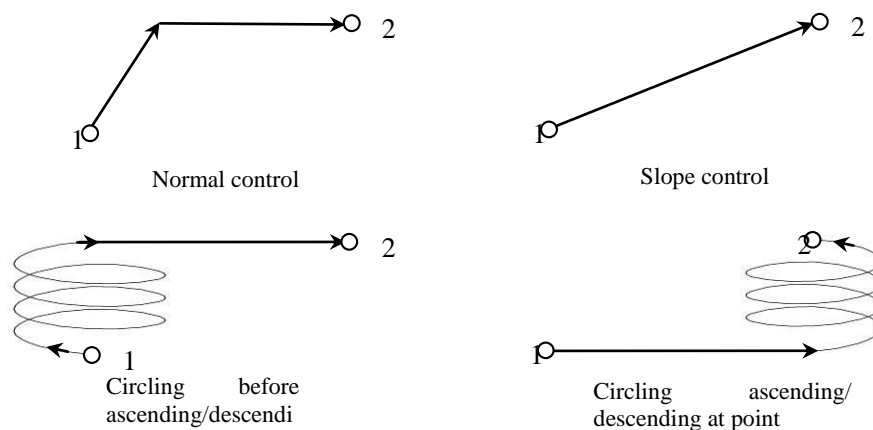 2
1
Normal control
2
1
Slope control
2
1
Circling before
ascending/descendi
2
1
Circling ascending/
descending at point